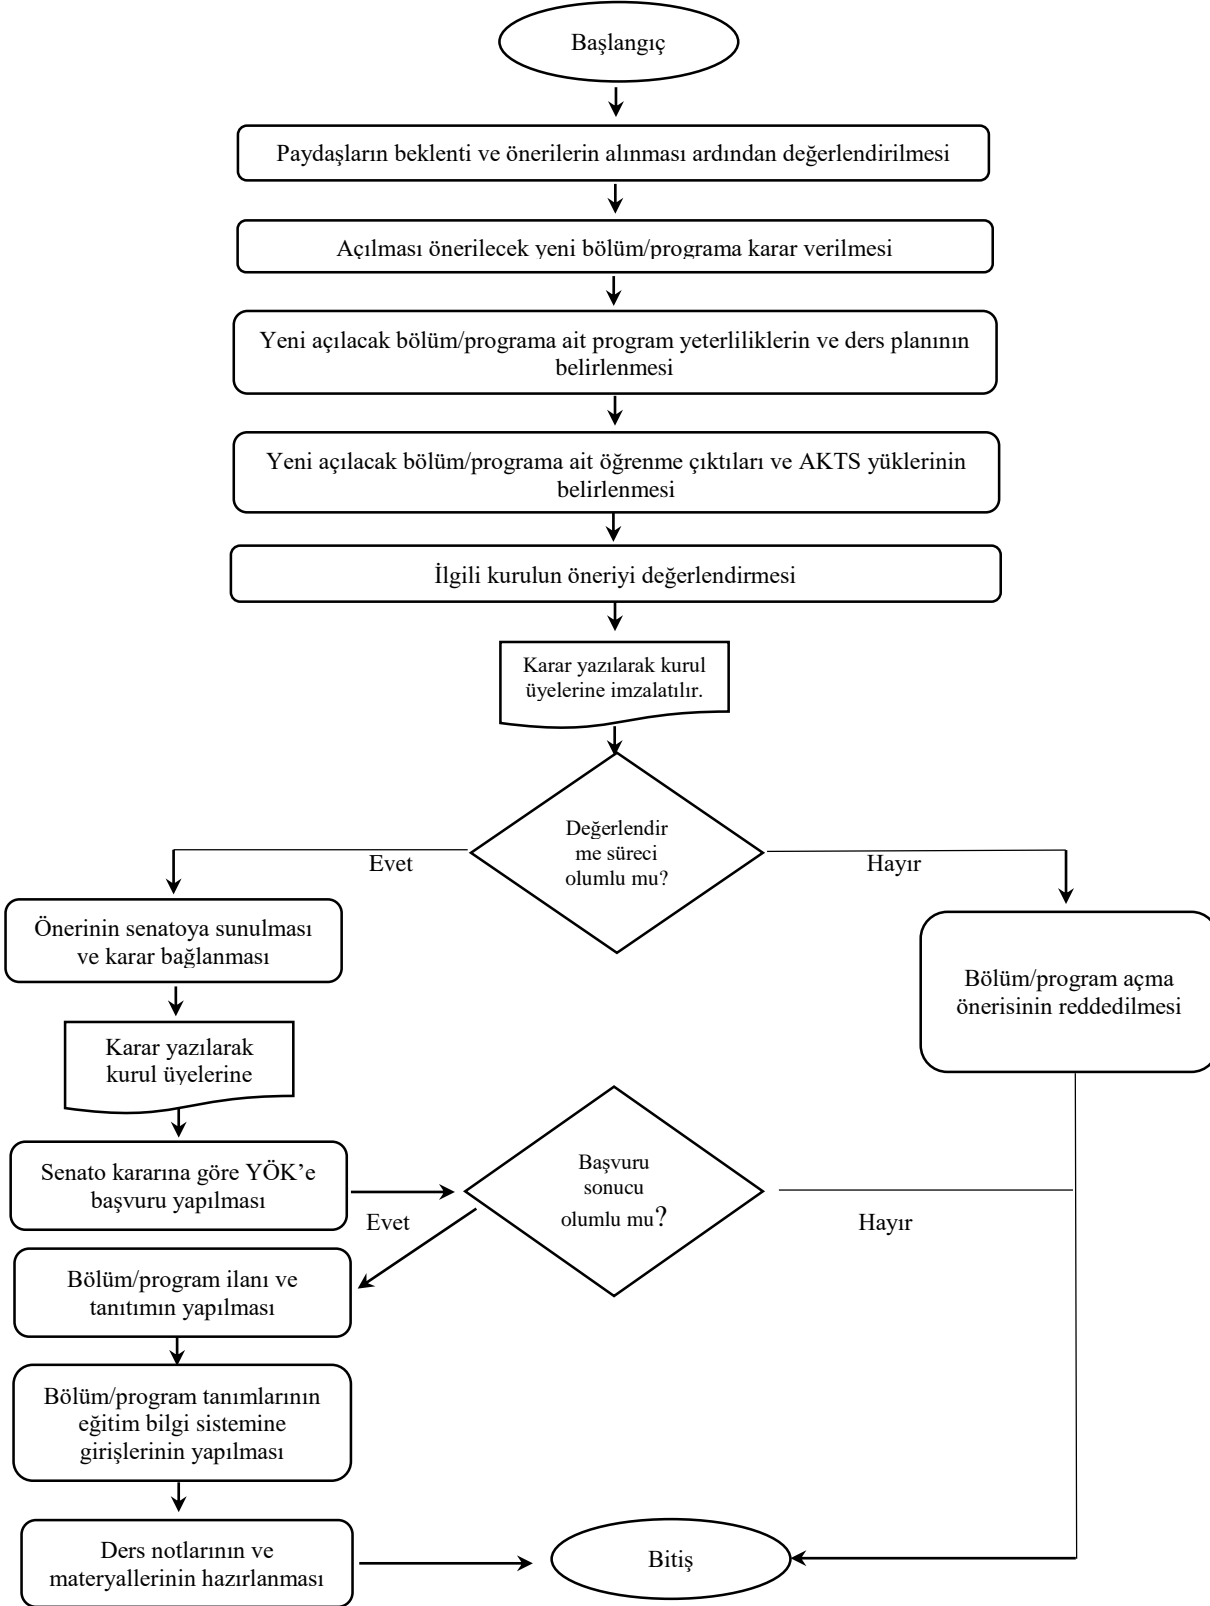 Başlangıç
Paydaşların beklenti ve önerilerin alınması ardından değerlendirilmesi
Açılması önerilecek yeni bölüm/programa karar verilmesi
Yeni açılacak bölüm/programa ait program yeterliliklerin ve ders planının
belirlenmesi
Yeni açılacak bölüm/programa ait öğrenme çıktıları ve AKTS yüklerinin
belirlenmesi
İlgili kurulun öneriyi değerlendirmesi
Karar yazılarak kurul
üyelerine imzalatılır.
Değerlendir
me süreci
olumlu mu?
Evet
Hayır
Önerinin senatoya sunulması
ve karar bağlanması
Bölüm/program açma
önerisinin reddedilmesi
Karar yazılarak
kurul üyelerine
Senato kararına göre YÖK’e
başvuru yapılması
Başvuru
sonucu
olumlu mu?
Evet
Hayır
Bölüm/program ilanı ve
tanıtımın yapılması
Bölüm/program tanımlarının
eğitim bilgi sistemine
girişlerinin yapılması
Ders notlarının ve
materyallerinin hazırlanması
Bitiş